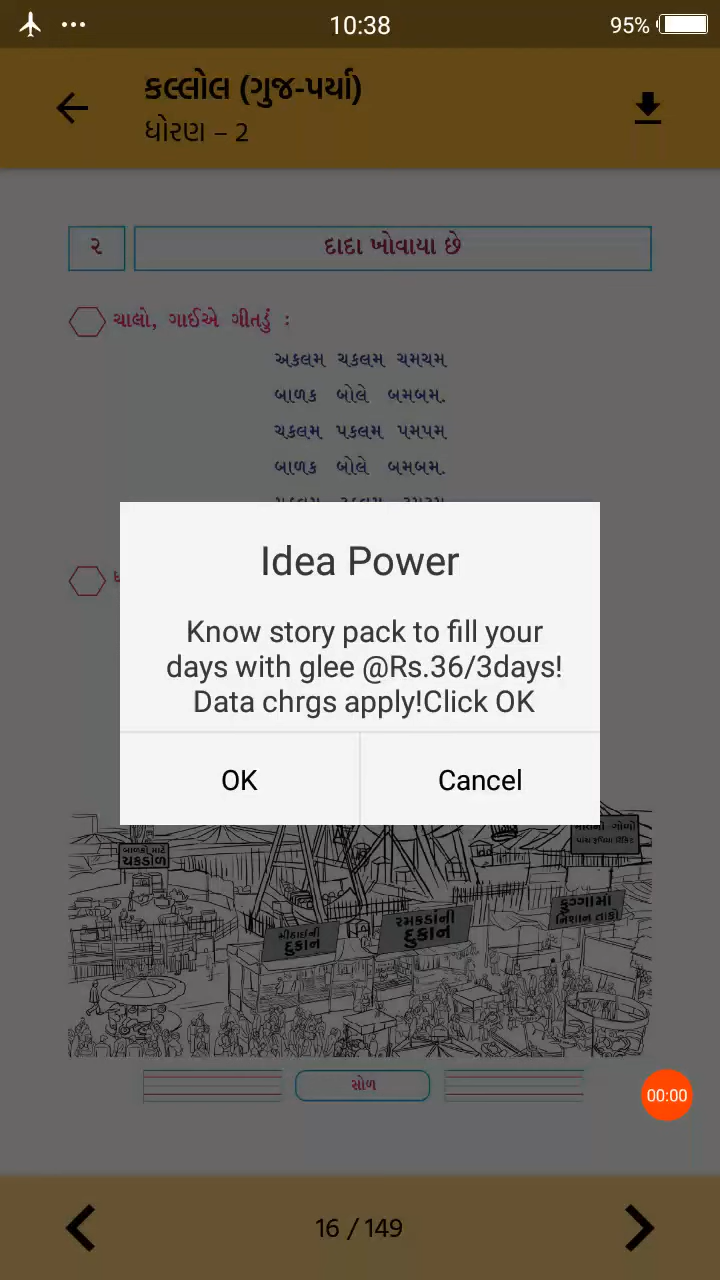 10:38
95%
કલ્લોલ (ગુજ-પર્યા)
ધોરણ – 2
૨
દાદા ખોવાયા છે
ચાલો, ગાઈએ ગીતડું :
અકલમ ચકલમ ચમચમ
બાળક બોલે બમબમ.
ચકલમ પકલમ પમપમ
બાળક બોલે બમબમ.
Idea Power
Know story pack to fill your
days with glee @Rs.36/3days!
Data chrgs apply!Click OK
OK
Cancel
બાળકો માટે
ચકડોળ
મીઠાઈની
દુકાન
રમકડાંની
દુકાન
ફુગ્ગામાં
નિશાન તાકો
સોળ
00:00
16 / 149